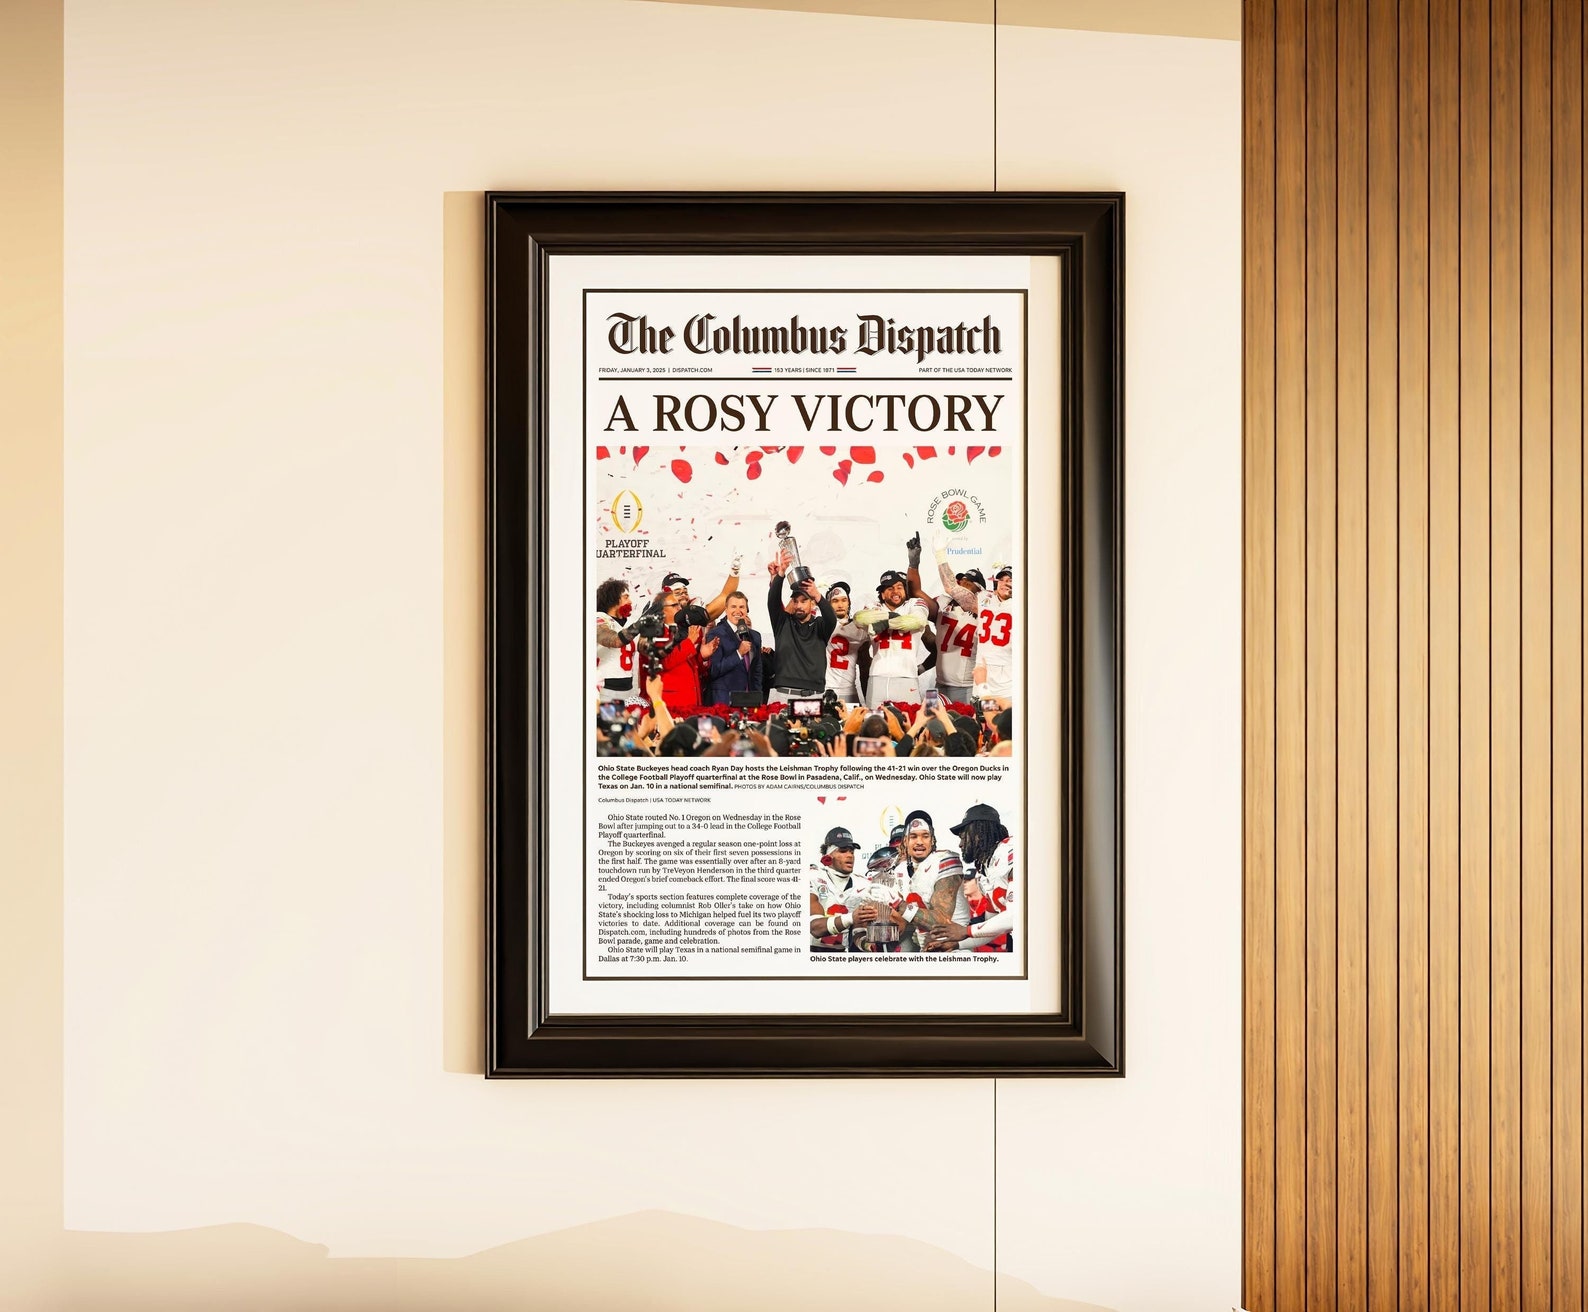 The Columbus Dispatch
FRIDAY, JANUARY 3, 2025 | DISPATCH.COM 153 YEARS | SINCE 1871 PART OF THE USA TODAY NETWORK
A ROSY VICTORY
ROSE BOWL GAME
Prudential
PLAYOFF
UARTERFINAL
8
2
44
74
33
Ohio State Buckeyes head coach Ryan Day hosts the Leishman Trophy following the 41-21 win over the Oregon Ducks in
the College Football Playoff quarterfinal at the Rose Bowl in Pasadena, Calif., on Wednesday. Ohio State will now play
Texas on Jan. 10 in a national semifinal. PHOTOS BY ADAM CAIRNS/COLUMBUS DISPATCH
Columbus Dispatch | USA TODAY NETWORK
Ohio State routed No. 1 Oregon on Wednesday in the Rose
Bowl after jumping out to a 34-0 lead in the College Football
Playoff quarterfinal.
The Buckeyes avenged a regular season one-point loss at
Oregon by scoring on six of their first seven possessions in
the first half. The game was essentially over after an 8-yard
touchdown run by TreVeyon Henderson in the third quarter
ended Oregon's brief comeback effort. The final score was 41-
21.
Today's sports section features complete coverage of the
victory, including columnist Rob Oller's take on how Ohio
State's shocking loss to Michigan helped fuel its two playoff
victories to date. Additional coverage can be found on
Dispatch.com, including hundreds of photos from the Rose
Bowl parade, game and celebration.
Ohio State will play Texas in a national semifinal game in
Dallas at 7:30 p.m. Jan. 10.
Ohio State players celebrate with the Leishman Trophy.